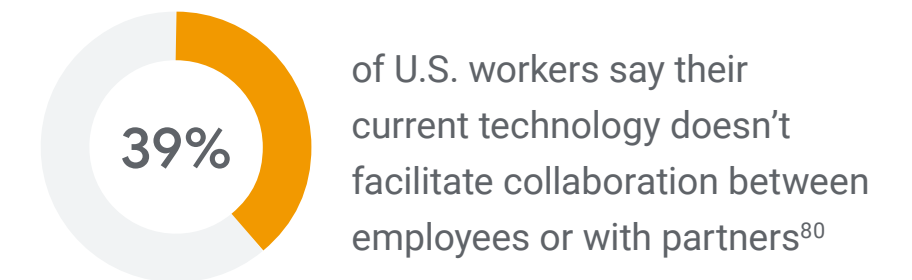 39%
of U.S. workers say their
current technology doesn’t
facilitate collaboration between
employees or with partners⁸⁰